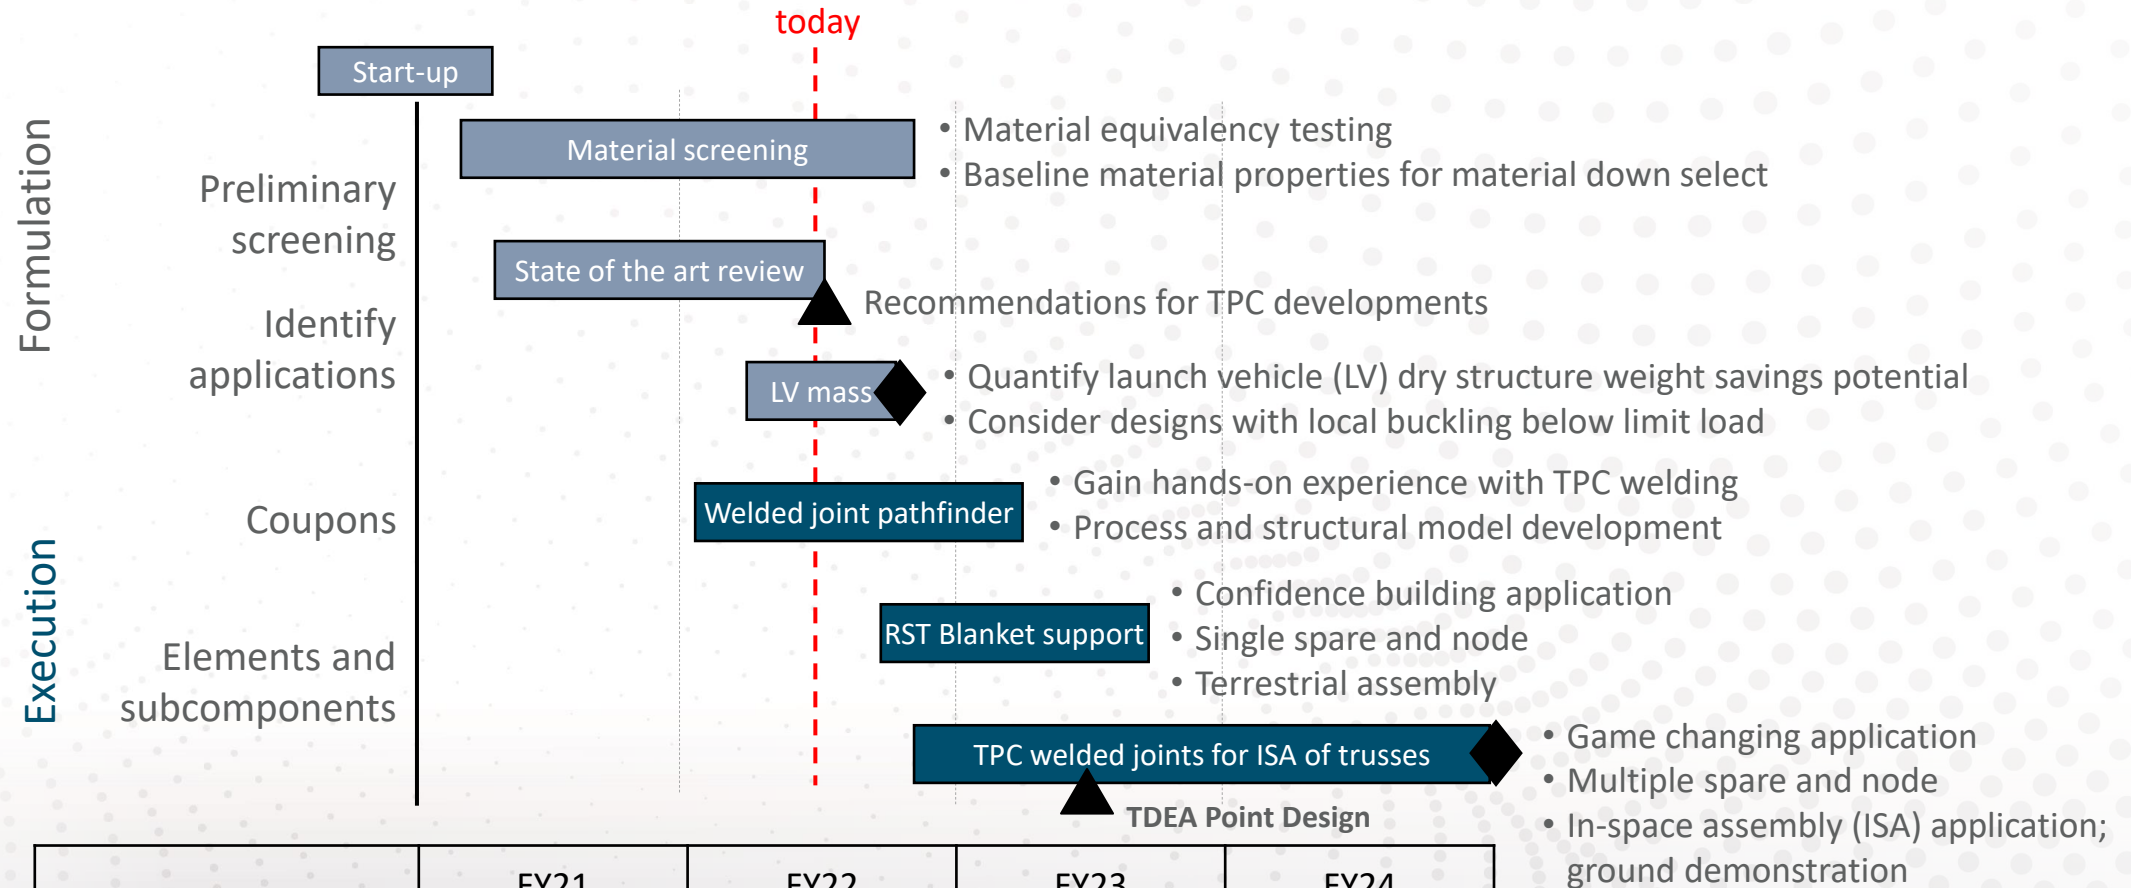 today
Start-up
Formulation
Material screening
• Material equivalency testing
• Baseline material properties for material down select
Preliminary
screening
State of the art review
Recommendations for TPC developments
Identify
applications
LV mass
• Quantify launch vehicle (LV) dry structure weight savings potential
• Consider designs with local buckling below limit load
Execution
Coupons
Welded joint pathfinder
• Gain hands-on experience with TPC welding
• Process and structural model development
Elements and
subcomponents
RST Blanket support
• Confidence building application
• Single spare and node
• Terrestrial assembly
TPC welded joints for ISA of trusses
TDEA Point Design
• Game changing application
• Multiple spare and node
• In-space assembly (ISA) application;
ground demonstration
FY21
FY22
FY23
FY24